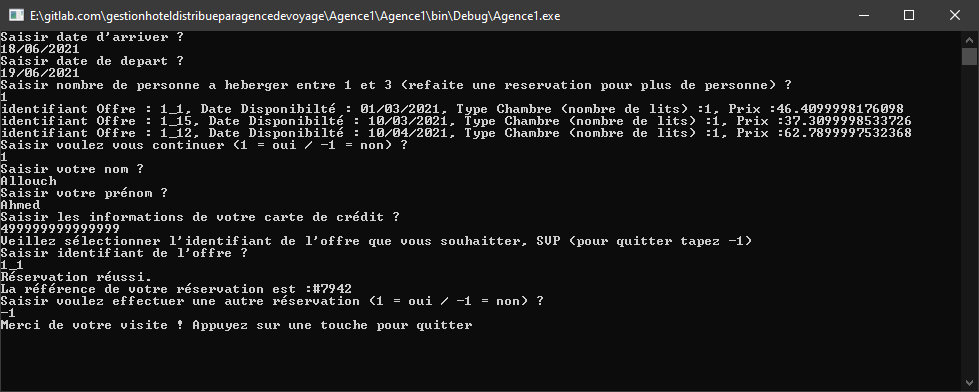 E:\gitlab.com\gestionhoteldistribueparagencedevoyage\Agence1\Agence1\bin\Debug\Agence1.exe
Saisir date d'arriver ?
18/06/2021
Saisir date de depart ?
19/06/2021
Saisir nombre de personne a heberger entre 1 et 3 (refaite une reservation pour plus de personne) ?
1
identifiant Offre : 1_1, Date Disponibilté : 01/03/2021, Type Chambre (nombre de lits) :1, Prix :46.4099998176098
identifiant Offre : 1_15, Date Disponibilté : 10/03/2021, Type Chambre (nombre de lits) :1, Prix :37.3099998533726
identifiant Offre : 1_12, Date Disponibilté : 10/04/2021, Type Chambre (nombre de lits) :1, Prix :62.7899997532368
Saisir voulez vous continuer (1 = oui / -1 = non) ?
1
Saisir votre nom ?
Allouch
Saisir votre prénom ?
Ahmed
Saisir les informations de votre carte de crédit ?
499999999999999
Veillez sélectionner l'identifiant de l'offre que vous souhaitter, SVP (pour quitter tapez -1)
Saisir identifiant de l'offre ?
1_1
Réservation réussi.
La référence de votre réservation est :#7942
Saisir voulez effectuer une autre réservation (1 = oui / -1 = non) ?
-1
Merci de votre visite ! Appuyez sur une touche pour quitter